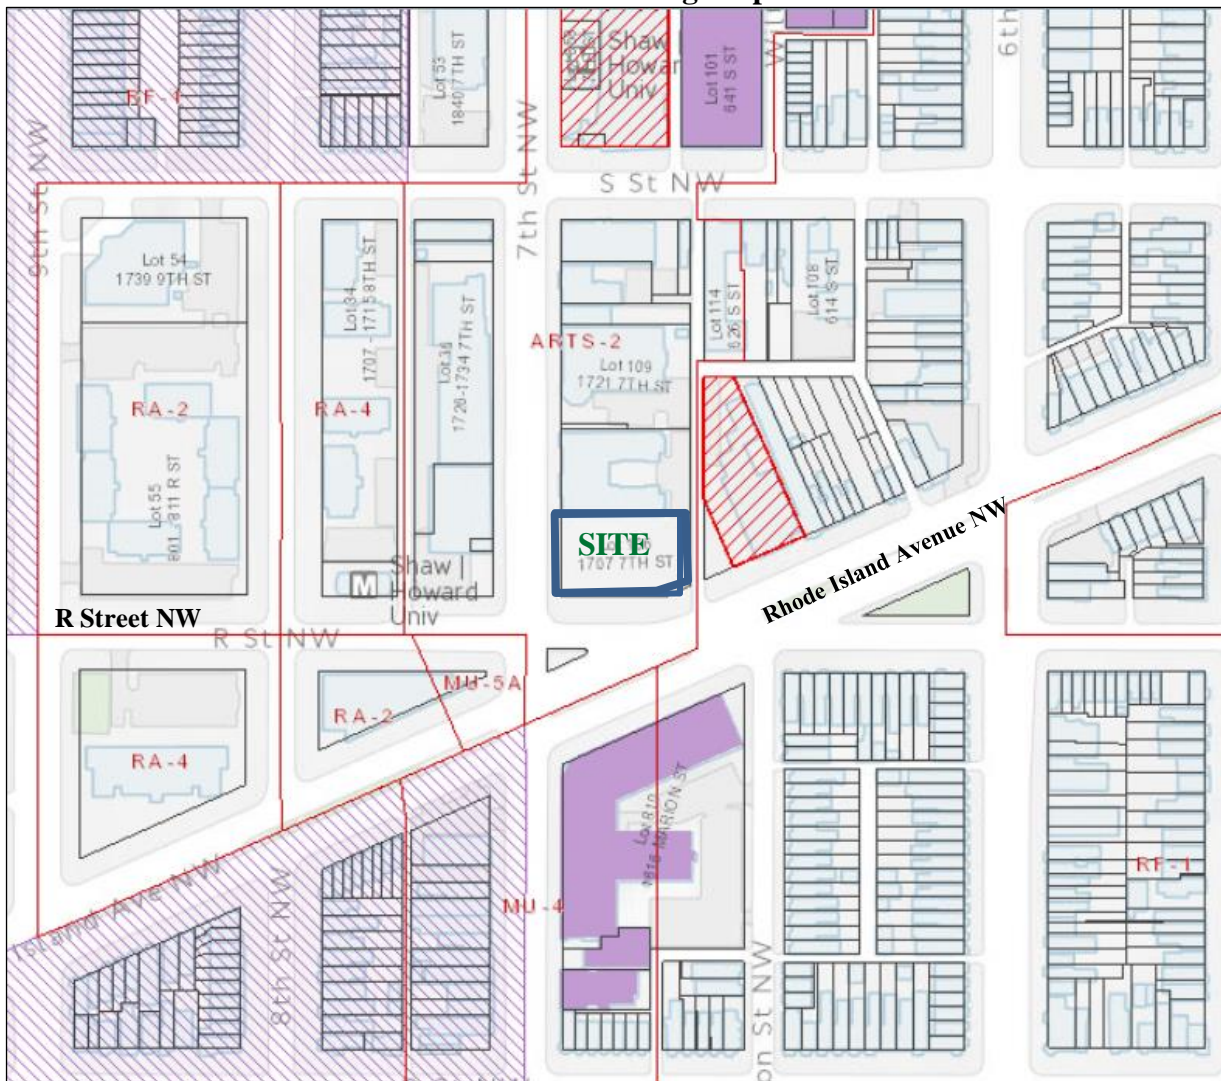 Shaw |
Howard
Univ
Lot 53
1840 7TH ST
Lot 101
641 S ST
6th
RF-1
9th St NW
7th St NW
S St NW
Lot 54
1739 9TH ST
Lot 34
1707 - 1715 8TH ST
Lot 35
1726-1734 7TH ST
ARTS-2
Lot 109
1721 7TH ST
Lot 114
626 S ST
Lot 108
614 S ST
RA-2
RA-4
Lot 55
801 - 811 R ST
SITE
1707 7TH ST
M
Shaw |
Howard
Univ
Rhode Island Avenue NW
R Street NW
R St NW
MU-5A
RA-2
RA-4
Lot 810
1616 MARION ST
RF-1
MU-4
Island Ave NW
8th St NW
on St NW